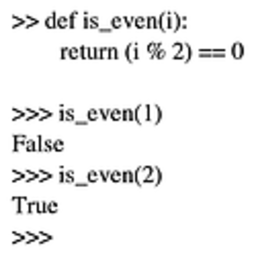 >> def is_even(i):
return (i % 2) == 0
>>> is_even(1)
False
>>> is_even(2)
True
>>>